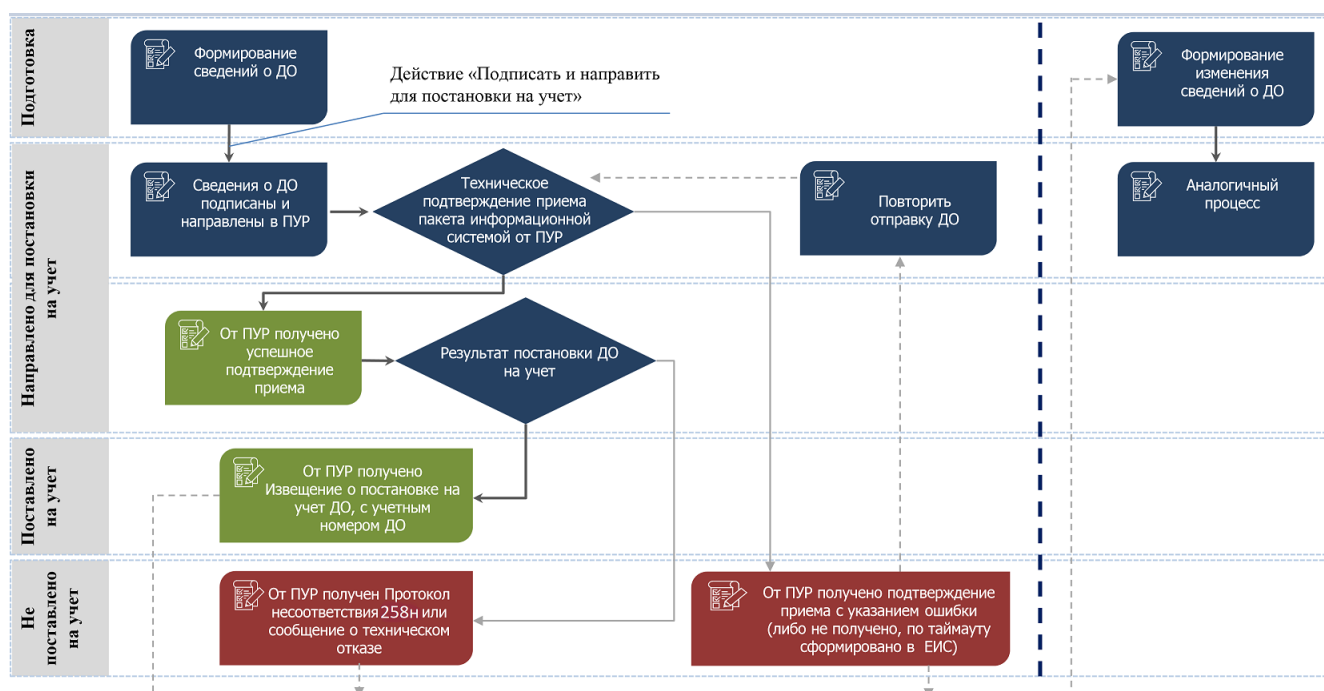 Подготовка
Формирование
сведений о ДО
Действие «Подписать и направить
для постановки на учет»
Формирование
изменения
сведений о ДО
Направлено для постановки
на учет
Сведения о ДО
подписаны и
направлены в ПУР
Техническое
подтверждение приема
пакета информационной
системой от ПУР
Повторить
отправку ДО
Аналогичный
процесс
От ПУР получено
успешное
подтверждение
приема
Результат постановки ДО
на учет
Поставлено
на учет
От ПУР получено
Извещение о постановке на
учет ДО, с учетным
номером ДО
Не
поставлено
на учет
От ПУР получен Протокол
несоответствия 258н или
сообщение о техническом
отказе
От ПУР получено подтверждение
приема с указанием ошибки
(либо не получено, по таймауту
сформировано в ЕИС)